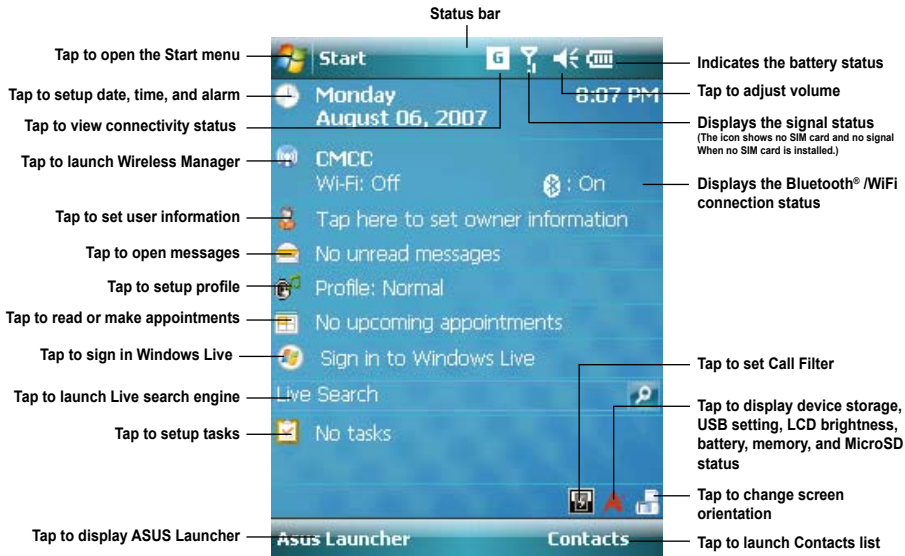 Status bar
Tap to open the Start menu
Start
G
Indicates the battery status
Tap to setup date, time, and alarm
Monday
8:07 PM
Tap to adjust volume
Tap to view connectivity status
August 06, 2007
Displays the signal status
(The icon shows no SIM card and no signal
When no SIM card is installed.)
Tap to launch Wireless Manager
CMCC
Wi-Fi: Off
: On
Displays the Bluetooth® /WiFi
connection status
Tap to set user information
Tap here to set owner information
Tap to open messages
No unread messages
Tap to setup profile
Profile: Normal
Tap to read or make appointments
No upcoming appointments
Tap to sign in Windows Live
Sign in to Windows Live
Tap to set Call Filter
Tap to launch Live search engine
Live Search
Tap to display device storage,
USB setting, LCD brightness,
battery, memory, and MicroSD
status
Tap to setup tasks
No tasks
Tap to change screen
orientation
Tap to display ASUS Launcher
Asus Launcher
Contacts
Tap to launch Contacts list